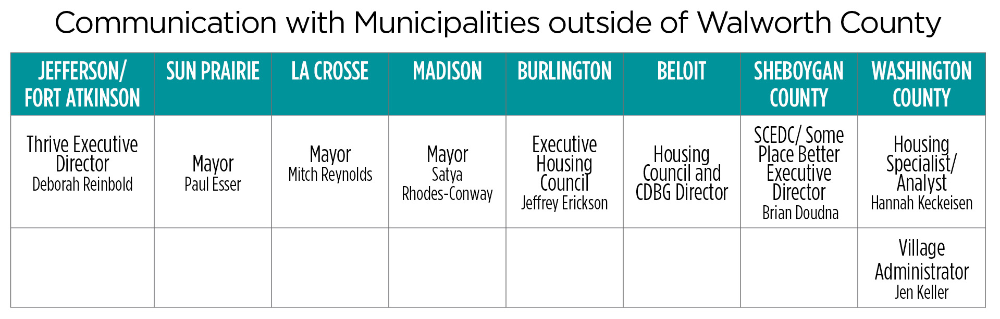 Communication with Municipalities outside of Walworth County
JEFFERSON/
FORT ATKINSON
SUN PRAIRIE
LA CROSSE
MADISON
BURLINGTON
BELOIT
SHEBOYGAN
COUNTY
WASHINGTON
COUNTY
Thrive Executive
Director
Deborah Reinbold
Mayor
Paul Esser
Mayor
Mitch Reynolds
Mayor
Satya
Rhodes-Conway
Executive
Housing
Council
Jeffrey Erickson
Housing
Council and
CDBG Director
SCEDC/ Some
Place Better
Executive
Director
Brian Doudna
Housing
Specialist/
Analyst
Hannah Keckeisen
Village
Administrator
Jen Keller